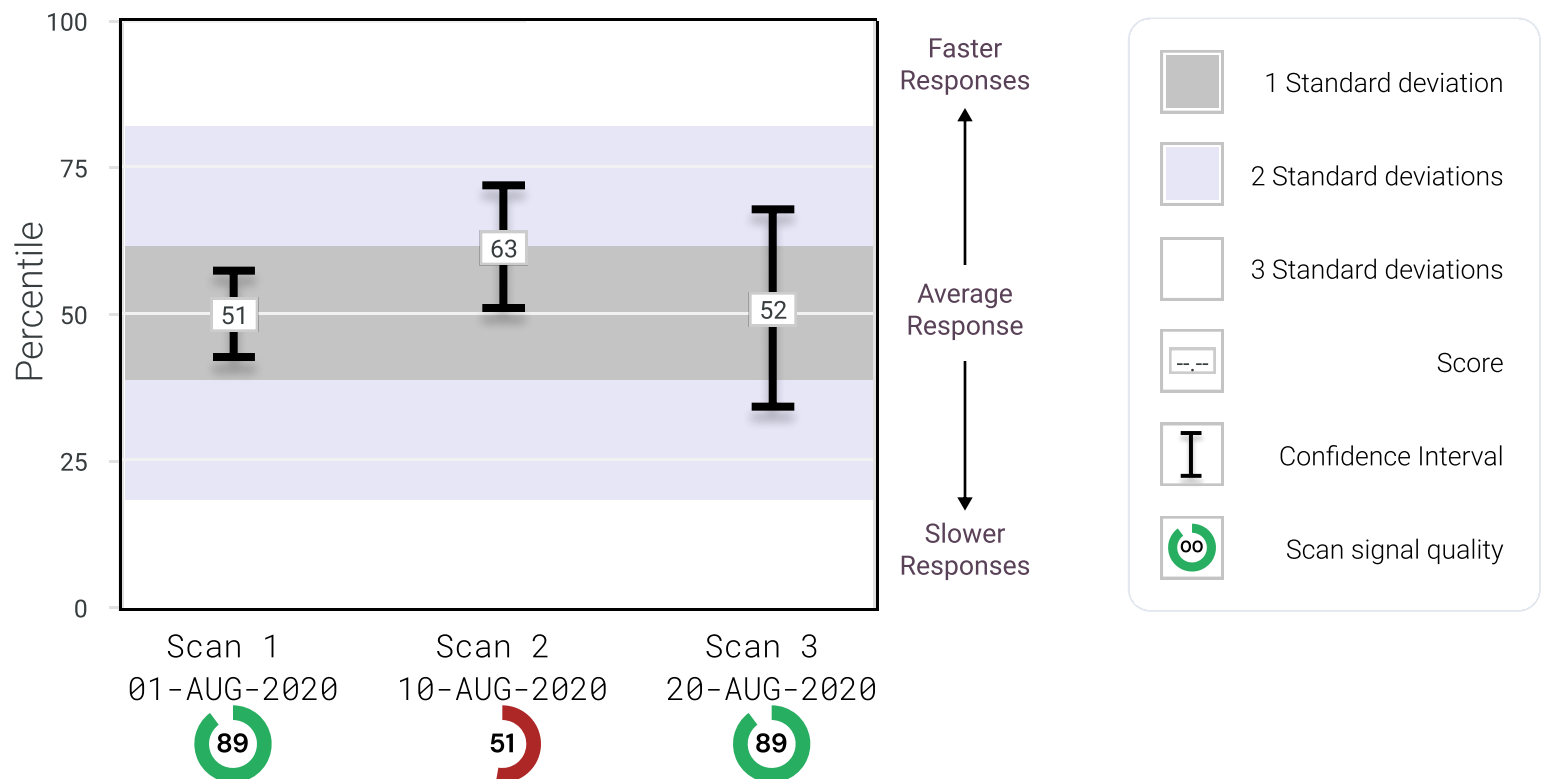 100
75
50
25
0
Percentile
51
63
52
Scan 1
01-AUG-2020
89
Scan 2
10-AUG-2020
51
Scan 3
20-AUG-2020
89
Faster
Responses
Average
Response
Slower
Responses
1 Standard deviation
2 Standard deviations
3 Standard deviations
--.-- Score
Confidence Interval
00 Scan signal quality